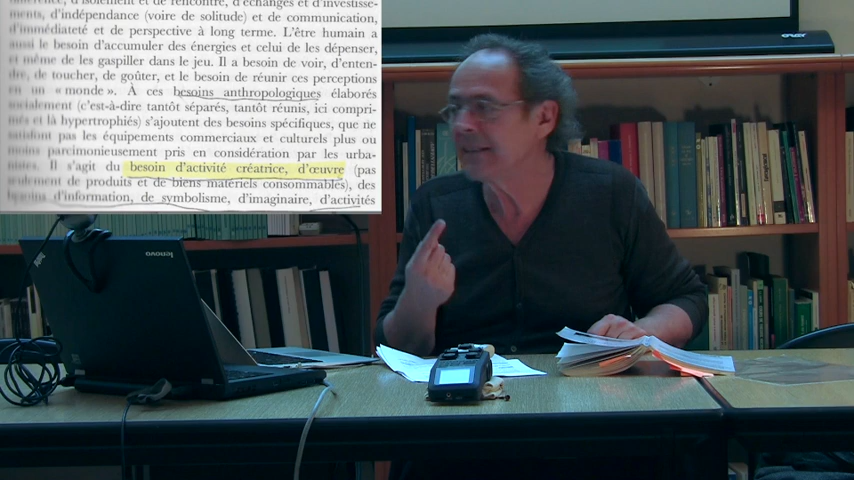 d'isolement et de rencontre, d'échanges et d'investisse-
d'indépendance (voire de solitude) et de communication,
d'immédiateté et de perspective à long terme. L'être humain a
aussi le besoin d'accumuler des énergies et celui de les dépenser,
et même de les gaspiller dans le jeu. Il a besoin de voir, d'enten-
dre, de toucher, de goûter, et le besoin de réunir ces perceptions
en un « monde ». À ces besoins anthropologiques élaborés
socialement (c'est-à-dire tantôt séparés, tantôt réunis, ici compri-
més et là hypertrophiés) s'ajoutent des besoins spécifiques, que ne
satisfont pas les équipements commerciaux et culturels plus ou
moins parcimonieusement pris en considération par les urba-
nistes. Il s'agit du besoin d'activité créatrice, d'œuvre (pas
seulement de produits et de biens matériels consommables), des
besoins d'information, de symbolisme, d'imaginaire, d'activités
lenovo